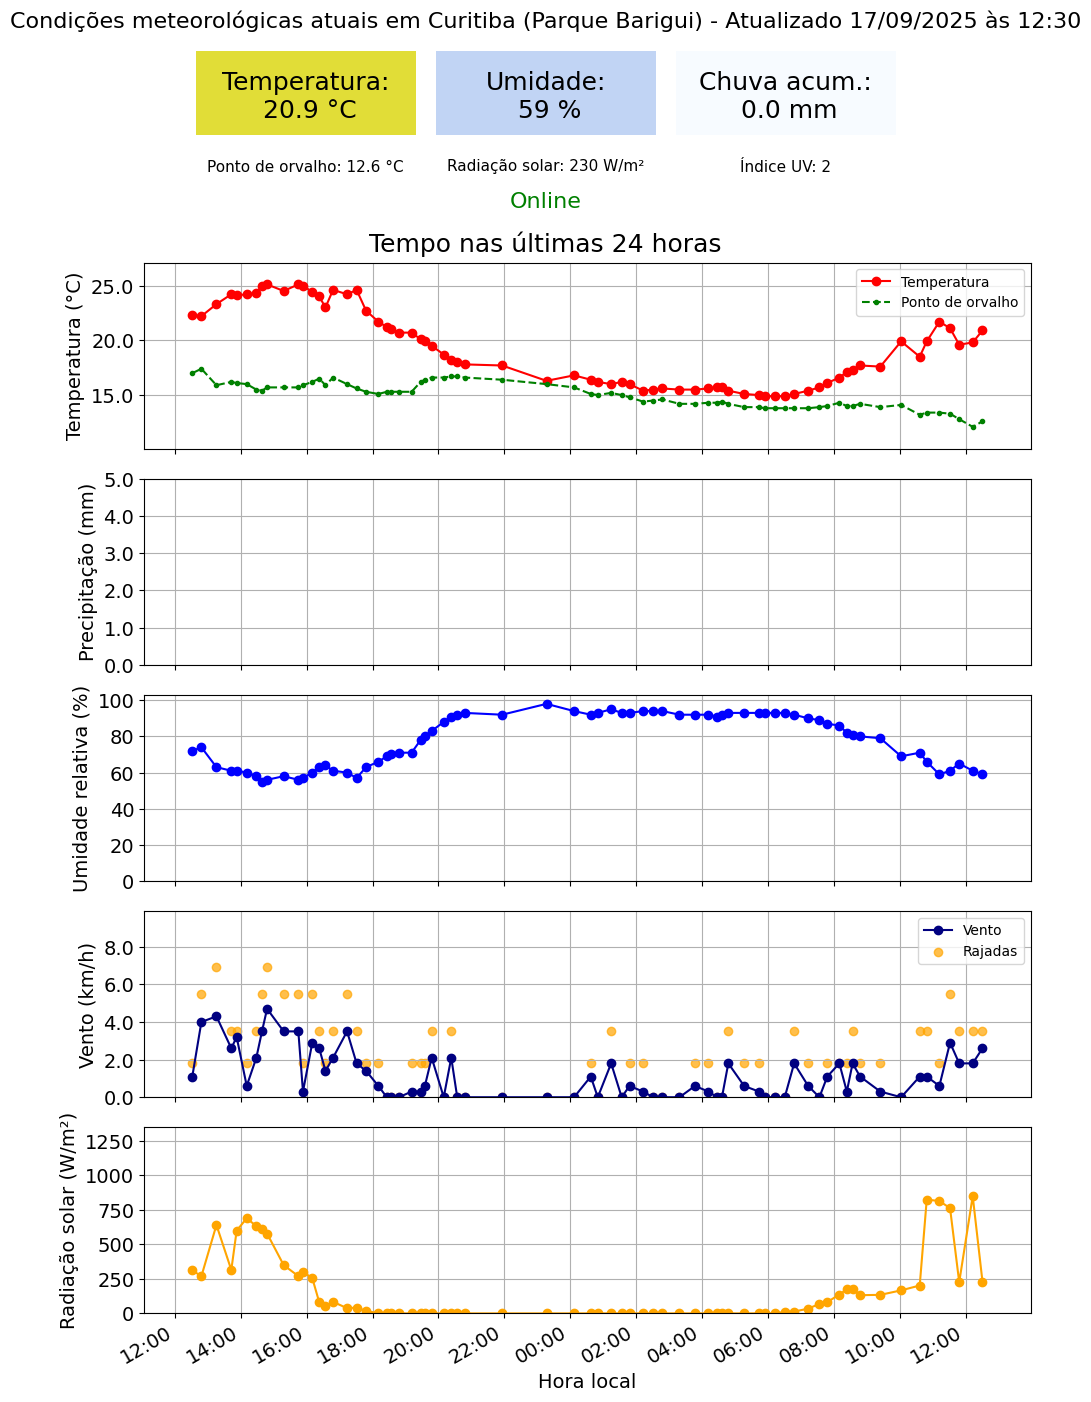 Condições meteorológicas atuais em Curitiba (Parque Barigui) - Atualizado 17/09/2025 às 12:30
Temperatura:
20.9 °C
Umidade:
59 %
Chuva acum.:
0.0 mm
Ponto de orvalho: 12.6 °C
Radiação solar: 230 W/m²
Índice UV: 2
Online
Tempo nas últimas 24 horas
Temperatura (°C)
25.0
20.0
15.0
Temperatura
Ponto de orvalho
Precipitação (mm)
5.0
4.0
3.0
2.0
1.0
0.0
Umidade relativa (%)
100
80
60
40
20
0
Vento (km/h)
8.0
6.0
4.0
2.0
0.0
Vento
Rajadas
Radiação solar (W/m²)
1250
1000
750
500
250
0
12:00
14:00
16:00
18:00
20:00
22:00
00:00
02:00
04:00
06:00
08:00
10:00
12:00
Hora local